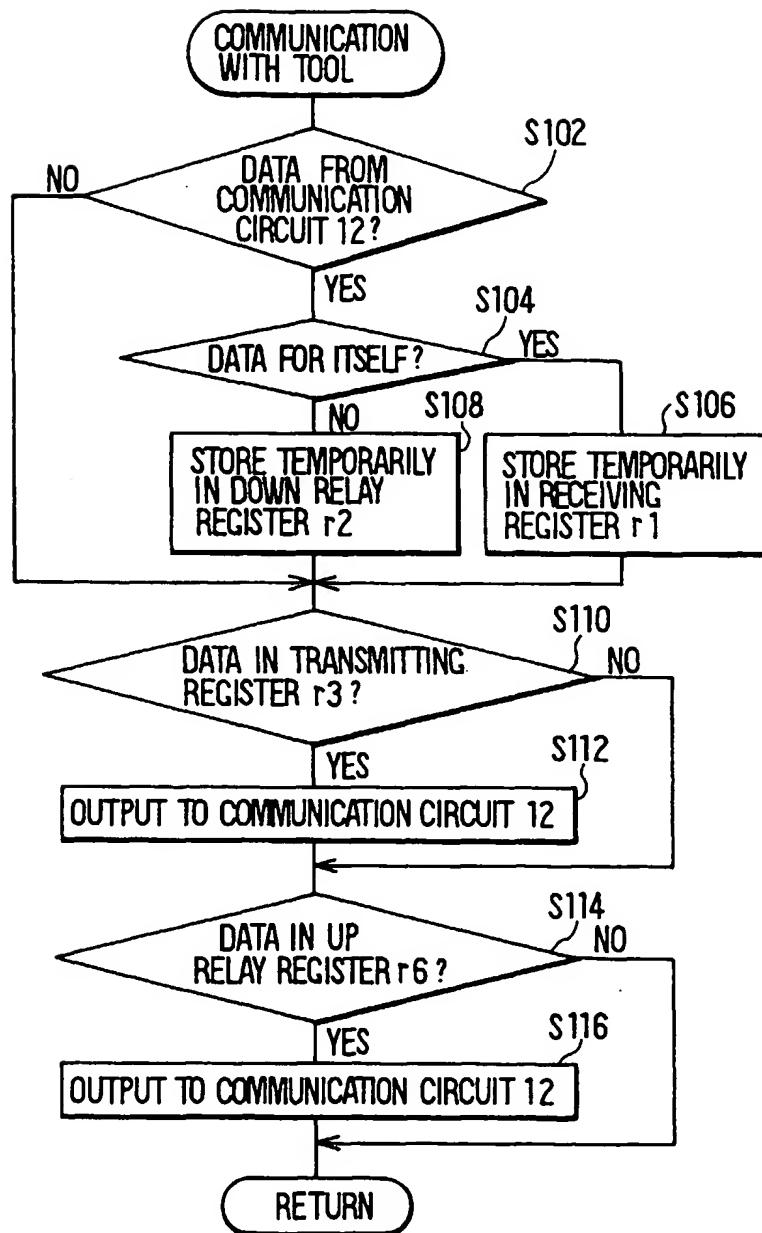 COMMUNICATION
WITH TOOL
S102
NO
DATA FROM
COMMUNICATION
CIRCUIT 12?
YES
S104
DATA FOR ITSELF?
YES
NO
S108
S106
STORE TEMPORARILY
IN DOWN RELAY
REGISTER r2
STORE TEMPORARILY
IN RECEIVING
REGISTER r1
S110
DATA IN TRANSMITTING
REGISTER r3?
NO
YES
S112
OUTPUT TO COMMUNICATION CIRCUIT 12
S114
DATA IN UP
RELAY REGISTER r6?
NO
YES
S116
OUTPUT TO COMMUNICATION CIRCUIT 12
RETURN